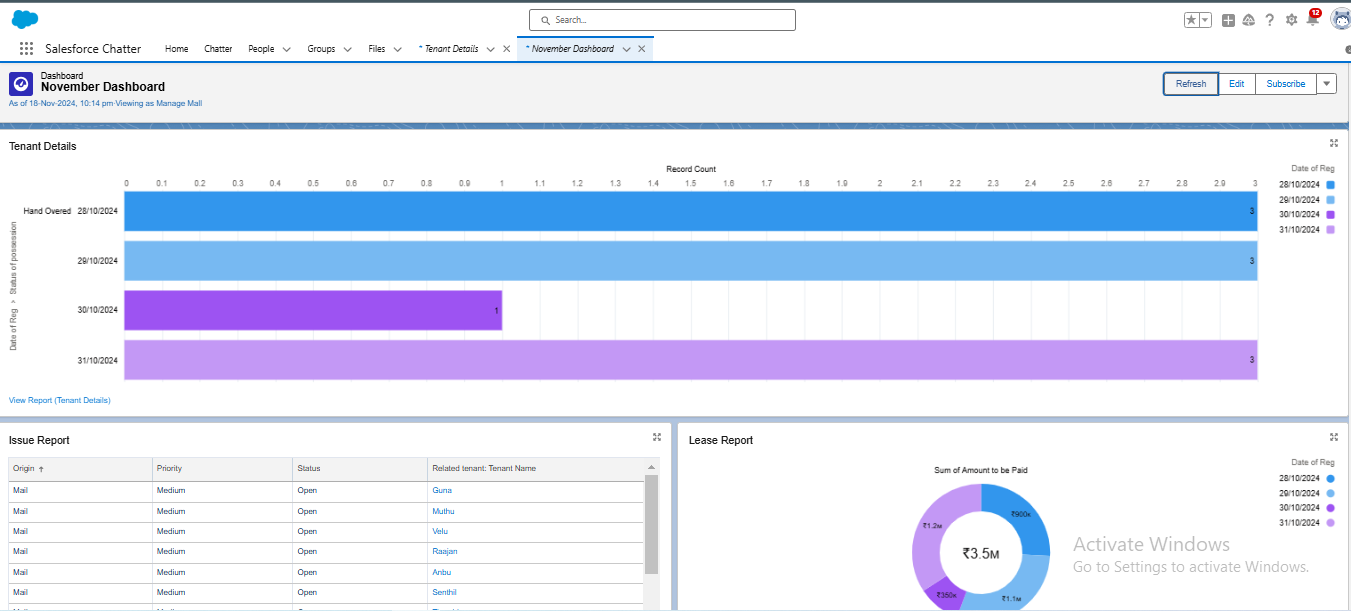 Search...
12
Salesforce Chatter Home Chatter People Groups Files * Tenant Details * November Dashboard
Dashboard
November Dashboard
As of 18-Nov-2024, 10:14 pm·Viewing as Manage Mall
Refresh Edit Subscribe
Tenant Details
Record Count
0 0.1 0.2 0.3 0.4 0.5 0.6 0.7 0.8 0.9 1 1.1 1.2 1.3 1.4 1.5 1.6 1.7 1.8 1.9 2 2.1 2.2 2.3 2.4 2.5 2.6 2.7 2.8 2.9 3
Date of Reg > Status of possession
Hand Overed 28/10/2024 3
29/10/2024 3
30/10/2024 1
31/10/2024 3
Date of Reg
28/10/2024
29/10/2024
30/10/2024
31/10/2024
View Report (Tenant Details)
Issue Report
Origin ↑ Priority Status Related tenant: Tenant Name
Mail Medium Open Guna
Mail Medium Open Muthu
Mail Medium Open Velu
Mail Medium Open Raajan
Mail Medium Open Anbu
Mail Medium Open Senthil
Lease Report
Sum of Amount to be Paid
₹900K
₹1.2M
₹3.5M
₹350K
₹1.1M
Date of Reg
28/10/2024
29/10/2024
30/10/2024
31/10/2024
Activate Windows
Go to Settings to activate Windows.